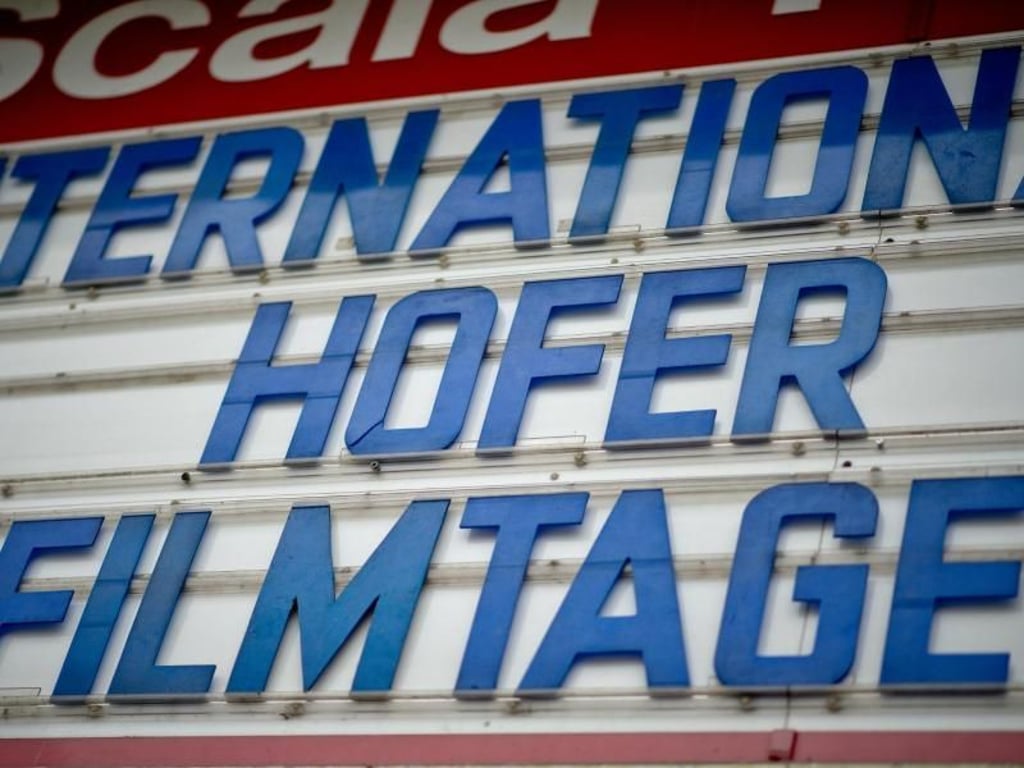 Scala
TERNATION
HOFER
FILMTAGE